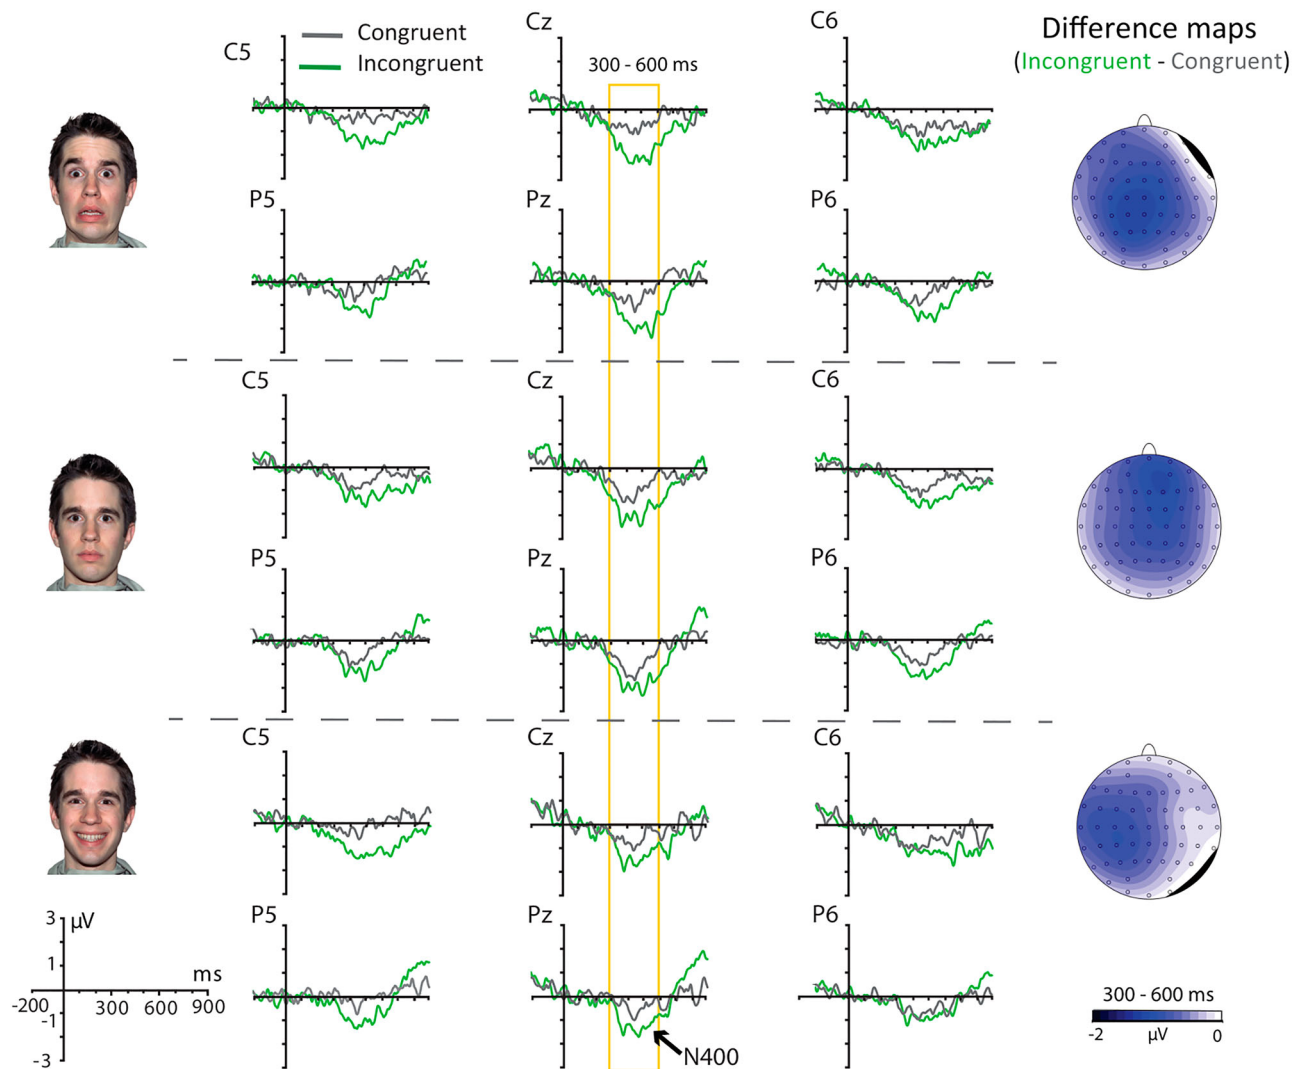 Difference maps
(Incongruent - Congruent)
Congruent
Incongruent
300 - 600 ms
C5
Cz
C6
P5
Pz
P6
C5
Cz
C6
P5
Pz
P6
C5
Cz
C6
P5
Pz
P6
N400
3
µV
1
ms
-200
300
600
900
-1
-3
300 - 600 ms
-2
µV
0